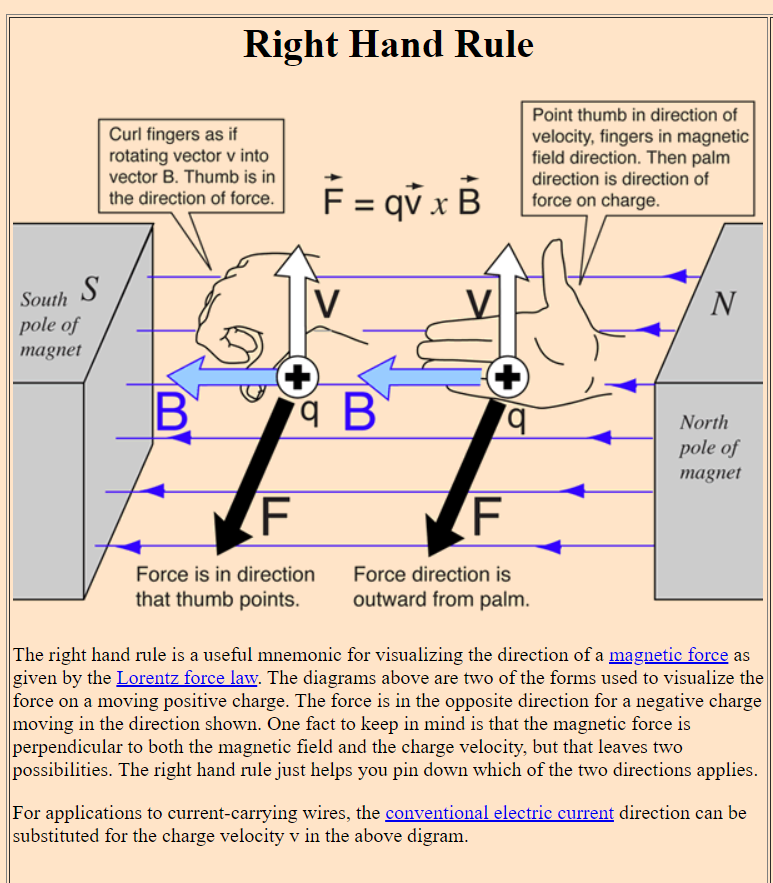 Right Hand Rule
Curl fingers as if
rotating vector v into
vector B. Thumb is in
the direction of force.
F = qv x B
Point thumb in direction of
velocity, fingers in magnetic
field direction. Then palm
direction is direction of
force on charge.
South S
pole of
magnet
N
North
pole of
magnet
V
V
B
q
B
q
F
F
Force is in direction
that thumb points.
Force direction is
outward from palm.
The right hand rule is a useful mnemonic for visualizing the direction of a magnetic force as
given by the Lorentz force law. The diagrams above are two of the forms used to visualize the
force on a moving positive charge. The force is in the opposite direction for a negative charge
moving in the direction shown. One fact to keep in mind is that the magnetic force is
perpendicular to both the magnetic field and the charge velocity, but that leaves two
possibilities. The right hand rule just helps you pin down which of the two directions applies.
For applications to current-carrying wires, the conventional electric current direction can be
substituted for the charge velocity v in the above digram.